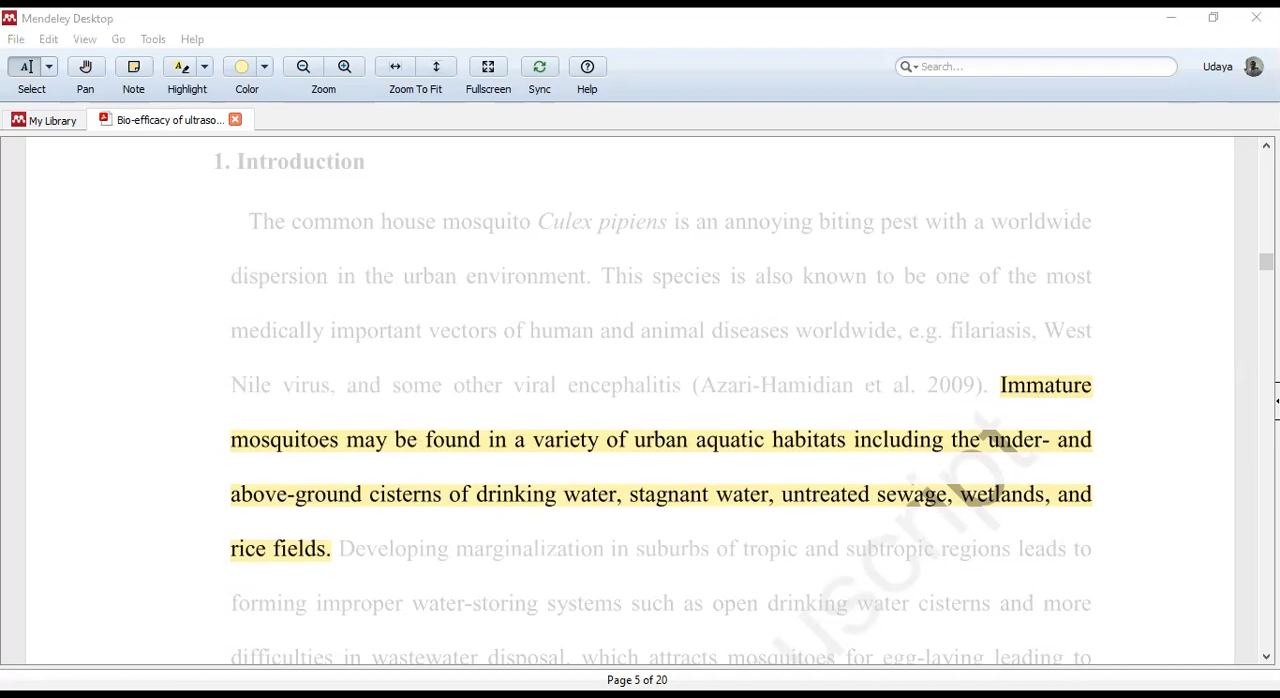 Mendeley Desktop
File Edit View Go Tools Help
Search... Udaya
Select Pan Note Highlight Color Zoom Zoom To Fit Fullscreen Sync Help
My Library Bio-efficacy of ultraso...
1. Introduction
The common house mosquito Culex pipiens is an annoying biting pest with a worldwide
dispersion in the urban environment. This species is also known to be one of the most
medically important vectors of human and animal diseases worldwide, e.g. filariasis, West
Nile virus, and some other viral encephalitis (Azari-Hamidian et al. 2009). Immature
mosquitoes may be found in a variety of urban aquatic habitats including the under- and
above-ground cisterns of drinking water, stagnant water, untreated sewage, wetlands, and
rice fields. Developing marginalization in suburbs of tropic and subtropic regions leads to
forming improper water-storing systems such as open drinking water cisterns and more
difficulties in wastewater disposal, which attracts mosquitoes for egg-laying leading to
uscript
Page 5 of 20